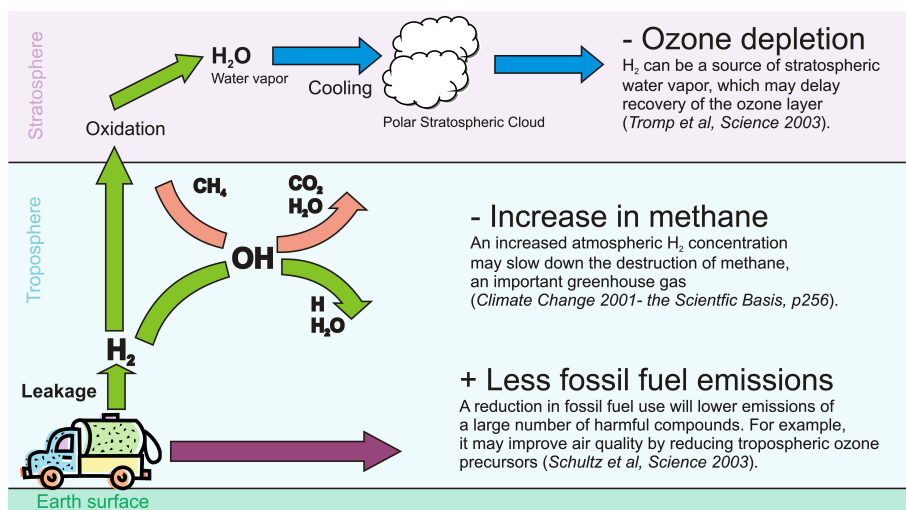 Stratosphere
H₂O
Water vapor
Oxidation
Cooling
Polar Stratospheric Cloud
- Ozone depletion
H₂ can be a source of stratospheric
water vapor, which may delay
recovery of the ozone layer
(Tromp et al, Science 2003).
Troposphere
CH₄
CO₂
H₂O
OH
H
H₂O
H₂
Leakage
- Increase in methane
An increased atmospheric H₂ concentration
may slow down the destruction of methane,
an important greenhouse gas
(Climate Change 2001- the Scientfic Basis, p256).
+ Less fossil fuel emissions
A reduction in fossil fuel use will lower emissions of
a large number of harmful compounds. For example,
it may improve air quality by reducing tropospheric ozone
precursors (Schultz et al, Science 2003).
Earth surface